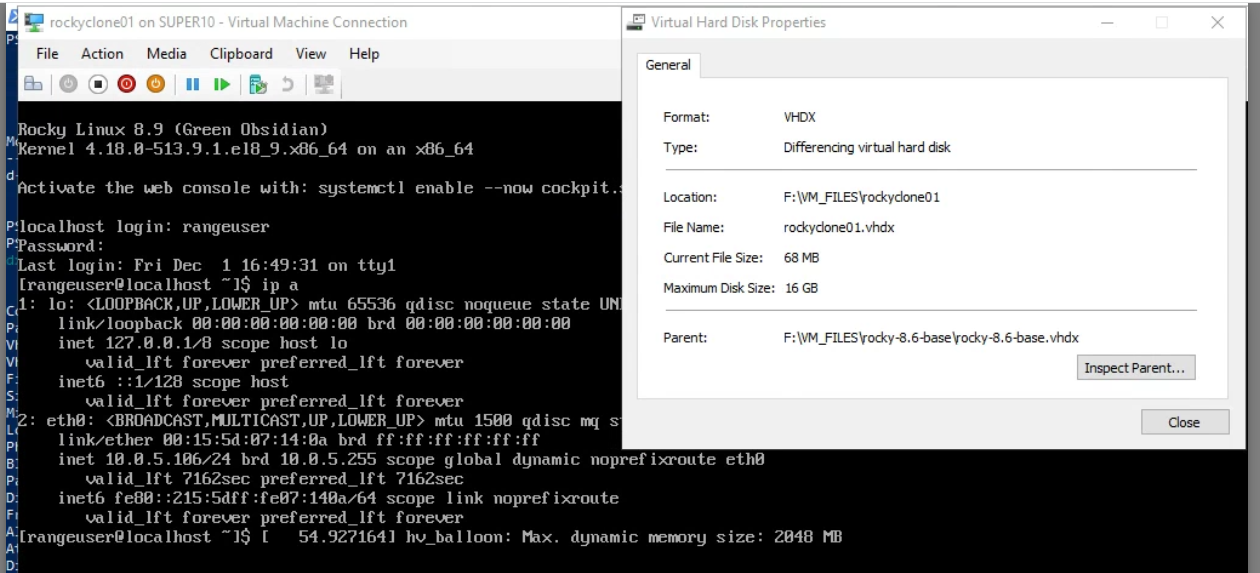 rockyclone01 on SUPER10 - Virtual Machine Connection
File Action Media Clipboard View Help
Rocky Linux 8.9 (Green Obsidian)
Kernel 4.18.0-513.9.1.el8_9.x86_64 on an x86_64
Activate the web console with: systemctl enable --now cockpit.s
localhost login: rangeuser
Password:
Last login: Fri Dec  1 16:49:31 on tty1
[rangeuser@localhost ~]$ ip a
1: lo: <LOOPBACK,UP,LOWER_UP> mtu 65536 qdisc noqueue state UN
link/loopback 00:00:00:00:00:00 brd 00:00:00:00:00:00
inet 127.0.0.1/8 scope host lo
valid_lft forever preferred_lft forever
inet6 ::1/128 scope host
valid_lft forever preferred_lft forever
2: eth0: <BROADCAST,MULTICAST,UP,LOWER_UP> mtu 1500 qdisc mq s
link/ether 00:15:5d:07:14:0a brd ff:ff:ff:ff:ff:ff
inet 10.0.5.106/24 brd 10.0.5.255 scope global dynamic noprefixroute eth0
valid_lft 7162sec preferred_lft 7162sec
inet6 fe80::215:5dff:fe07:140a/64 scope link noprefixroute
valid_lft forever preferred_lft forever
[rangeuser@localhost ~]$ [   54.927164] hv_balloon: Max. dynamic memory size: 2048 MB
Virtual Hard Disk Properties
General
Format: VHDX
Type: Differencing virtual hard disk
Location: F:\VM_FILES\rockyclone01
File Name: rockyclone01.vhdx
Current File Size: 68 MB
Maximum Disk Size: 16 GB
Parent: F:\VM_FILES\rocky-8.6-base\rocky-8.6-base.vhdx
Inspect Parent...
Close